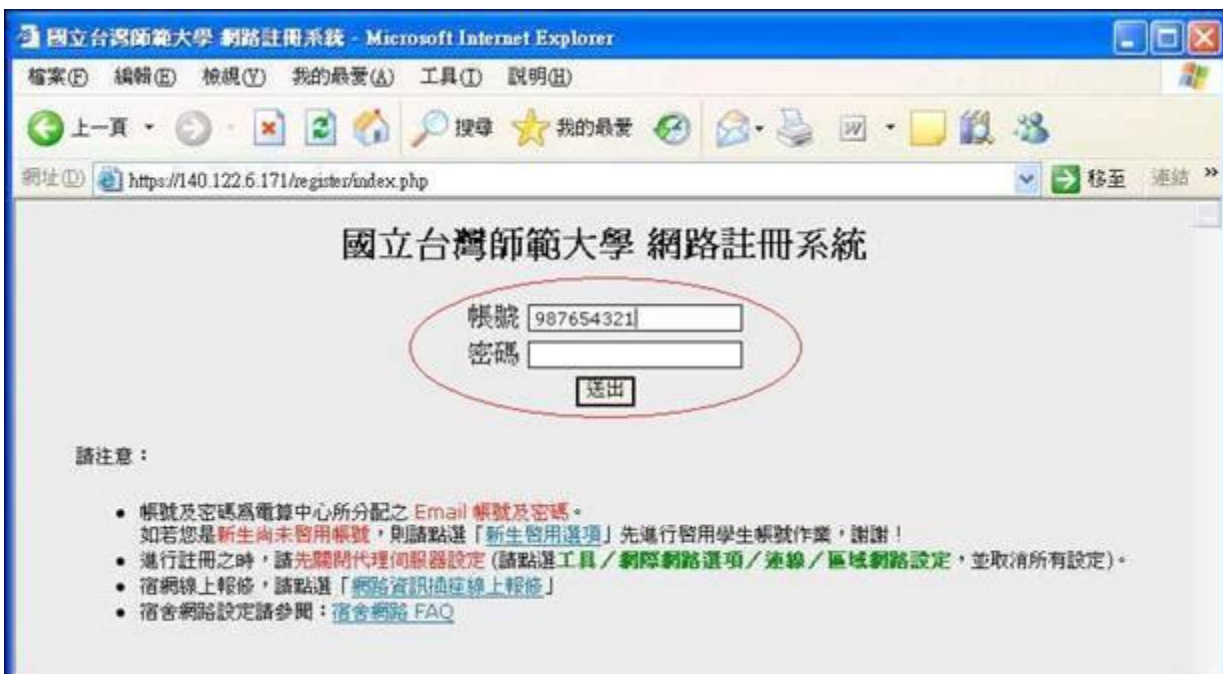 國立台灣師範大學 網路註冊系統 - Microsoft Internet Explorer
檔案(F) 編輯(E) 檢視(V) 我的最愛(A) 工具(T) 說明(H)
上一頁 搜尋 我的最愛
網址(D) https://140.122.6.171/register/index.php 移至 連結 »
國立台灣師範大學 網路註冊系統
帳號 987654321
密碼
送出
請注意：
• 帳號及密碼為電算中心所分配之 Email 帳號及密碼。
如若您是新生尚未啓用帳號，則請點選「新生啓用選項」先進行啓用學生帳號作業，謝謝！
• 進行註冊之時，請先關閉代理伺服器設定 (請點選工具／網際網路選項／連線／區域網路設定，並取消所有設定)。
• 宿網線上報修，請點選「網路資訊插座線上報修」
• 宿舍網路設定請參閱：宿舍網路 FAQ